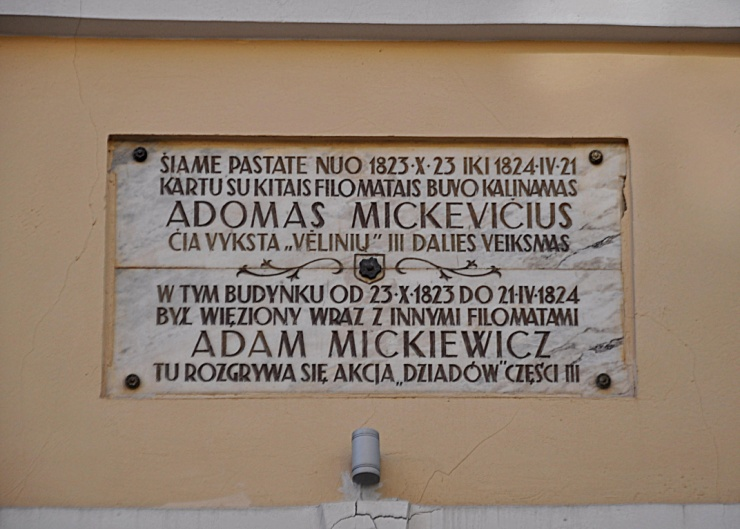 ŠIAME PASTATE NUO 1823·X·23 IKI 1824·IV·21
KARTU SU KITAIS FILOMATAIS BUVO KALINAMAS
ADOMAS MICKEVIČIUS
ČIA VYKSTA „VĖLINIŲ” III DALIES VEIKSMAS
W TYM BUDYNKU OD 23·X·1823 DO 21·IV·1824
BYŁ WIĘZIONY WRAZ Z INNYMI FILOMATAMI
ADAM MICKIEWICZ
TU ROZGRYWA SIĘ AKCJA „DZIADÓW” CZĘŚCI III